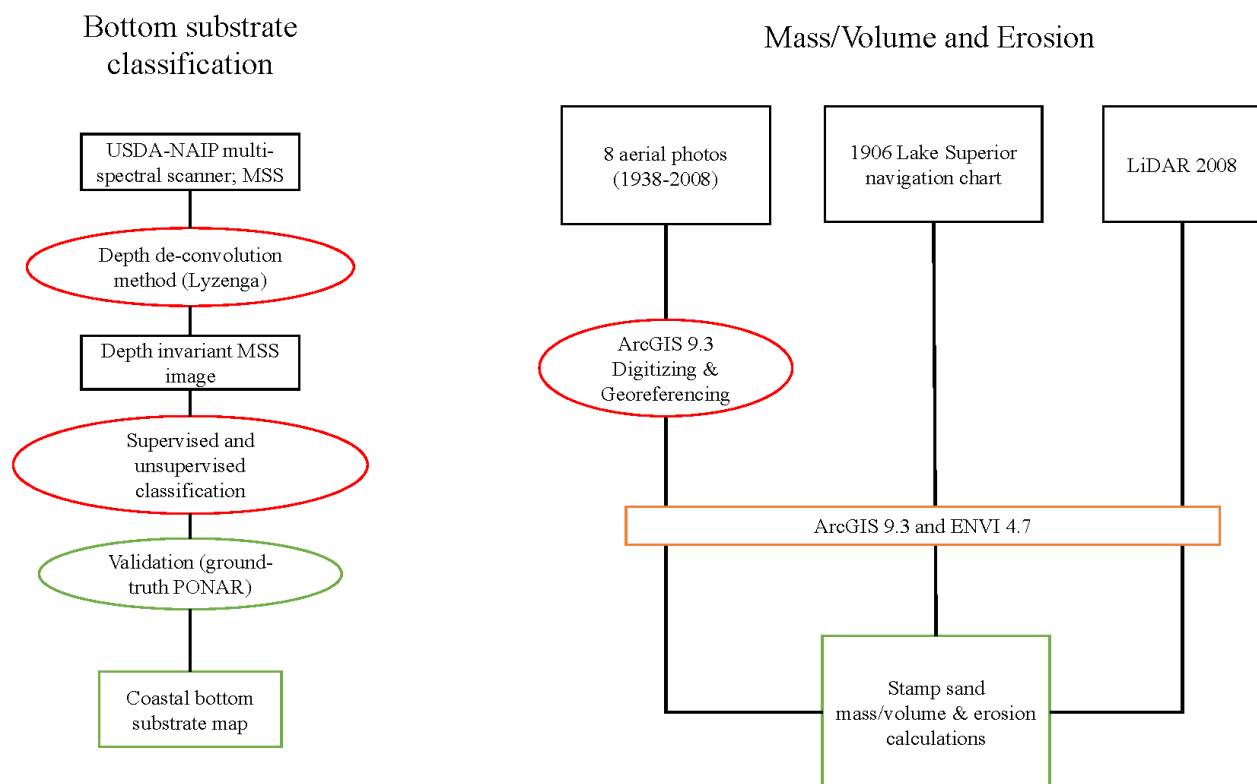 Bottom substrate
classification
USDA-NAIP multi-
spectral scanner; MSS
Depth de-convolution
method (Lyzenga)
Depth invariant MSS
image
Supervised and
unsupervised
classification
Validation (ground-
truth PONAR)
Coastal bottom
substrate map
Mass/Volume and Erosion
8 aerial photos
(1938-2008)
1906 Lake Superior
navigation chart
LiDAR 2008
ArcGIS 9.3
Digitizing &
Georeferencing
ArcGIS 9.3 and ENVI 4.7
Stamp sand
mass/volume & erosion
calculations